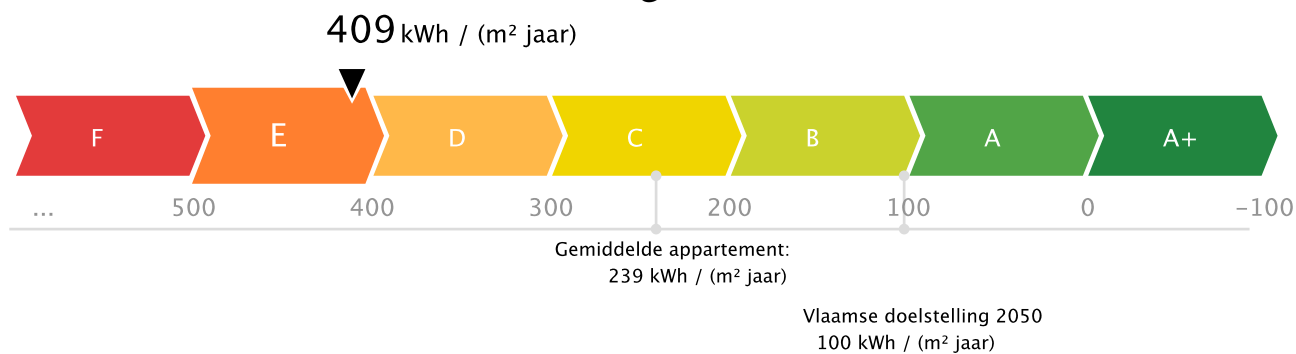 409 kWh / (m² jaar)
F E D C B A A+
... 500 400 300 200 100 0 −100
Gemiddelde appartement:
239 kWh / (m² jaar)
Vlaamse doelstelling 2050
100 kWh / (m² jaar)